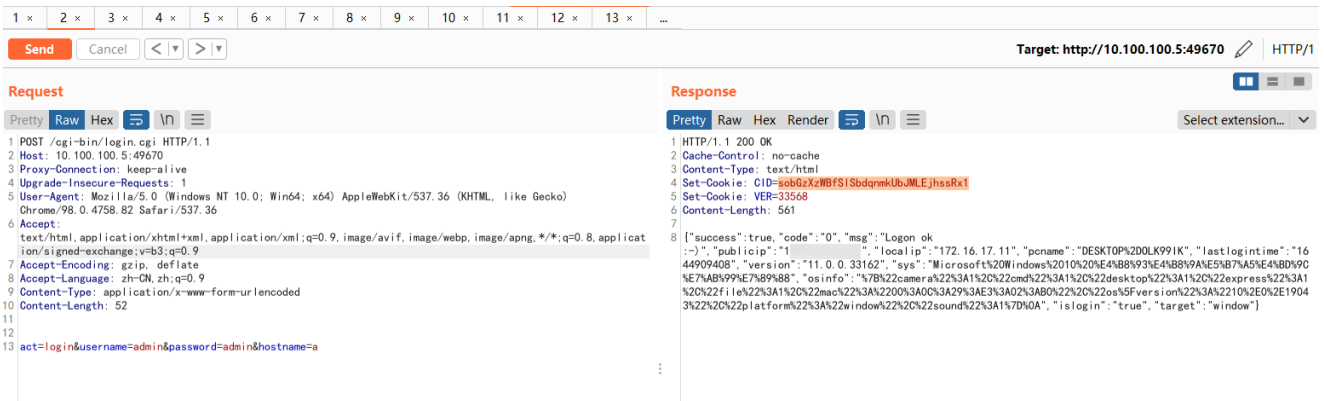 1 × 2 × 3 × 4 × 5 × 6 × 7 × 8 × 9 × 10 × 11 × 12 × 13 × ...
Send Cancel < > Target: http://10.100.100.5:49670 HTTP/1
Request
Pretty Raw Hex \n
1 POST /cgi-bin/login.cgi HTTP/1.1
2 Host: 10.100.100.5:49670
3 Proxy-Connection: keep-alive
4 Upgrade-Insecure-Requests: 1
5 User-Agent: Mozilla/5.0 (Windows NT 10.0; Win64; x64) AppleWebKit/537.36 (KHTML, like Gecko)
Chrome/98.0.4758.82 Safari/537.36
6 Accept:
text/html,application/xhtml+xml,application/xml;q=0.9,image/avif,image/webp,image/apng,*/*;q=0.8,applicat
ion/signed-exchange;v=b3;q=0.9
7 Accept-Encoding: gzip, deflate
8 Accept-Language: zh-CN,zh;q=0.9
9 Content-Type: application/x-www-form-urlencoded
10 Content-Length: 52
11
12
13 act=login&username=admin&password=admin&hostname=a
Response
Pretty Raw Hex Render \n Select extension...
1 HTTP/1.1 200 OK
2 Cache-Control: no-cache
3 Content-Type: text/html
4 Set-Cookie: CID=sobGzXzWBfSlSbdqnmkUbJMLEjhssRx1
5 Set-Cookie: VER=33568
6 Content-Length: 561
7
8 {"success":true,"code":"0","msg":"Logon ok
:-)","publicip":"1 ","localip":"172.16.17.11","pcname":"DESKTOP%2DOLK99IK","lastlogintime":"16
44909408","version":"11.0.0.33162","sys":"Microsoft%20Windows%2010%20%E4%B8%93%E4%B8%9A%E5%B7%A5%E4%BD%9C
%E7%AB%99%E7%89%88","osinfo":"%7B%22camera%22%3A1%2C%22cmd%22%3A1%2C%22desktop%22%3A1%2C%22express%22%3A
1%2C%22file%22%3A1%2C%22mac%22%3A%2200%3A0C%3A29%3AE3%3A02%3AB0%22%2C%22os%5Fversion%22%3A%2210%2E0%2E1904
3%22%2C%22platform%22%3A%22window%22%2C%22sound%22%3A1%7D%0A","islogin":"true","target":"window"}